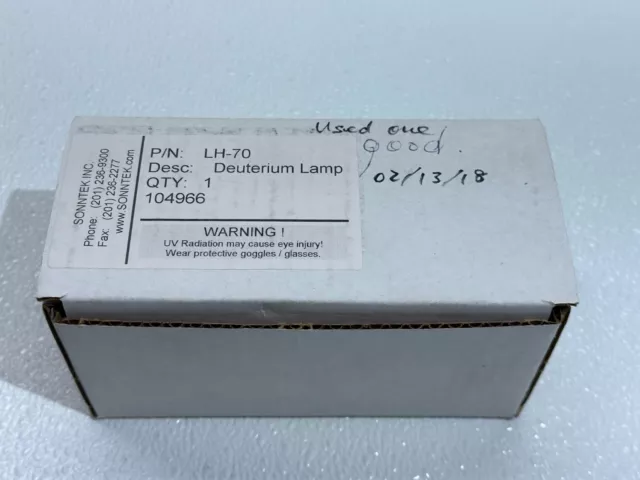 SONNTEK INC.
Phone: (201) 236-9300
Fax: (201) 236-2277
www.SONNTEK.com
P/N: LH-70
Desc: Deuterium Lamp
QTY: 1
104966
WARNING !
UV Radiation may cause eye injury!
Wear protective goggles / glasses.
Used one/
good.
02/13/18